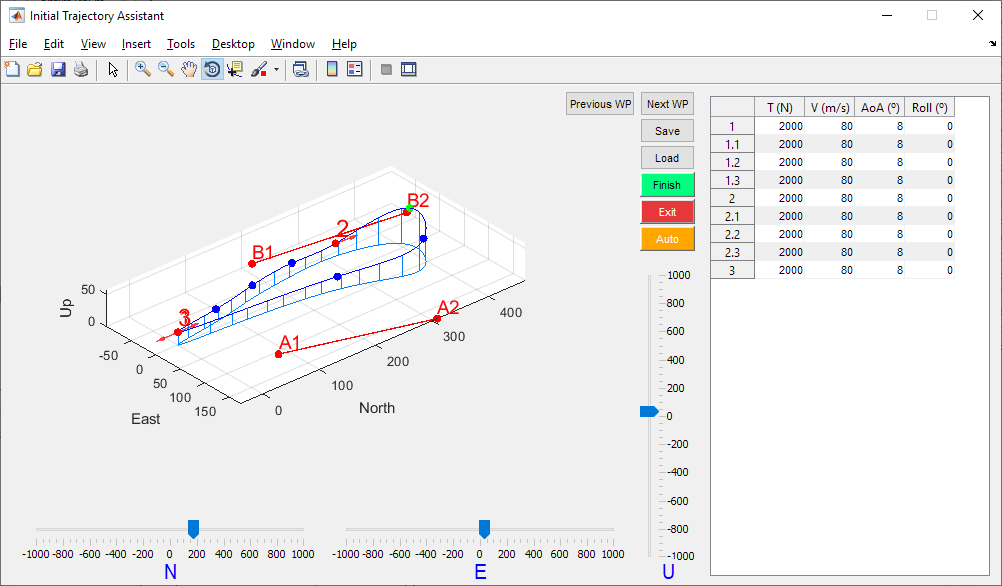 Initial Trajectory Assistant
File Edit View Insert Tools Desktop Window Help
Previous WP Next WP
Save
Load
Finish
Exit
Auto
T (N) V (m/s) AoA (º) Roll (º)
1 2000 80 8 0
1.1 2000 80 8 0
1.2 2000 80 8 0
1.3 2000 80 8 0
2 2000 80 8 0
2.1 2000 80 8 0
2.2 2000 80 8 0
2.3 2000 80 8 0
3 2000 80 8 0
B2
2
B1
3
A2
A1
Up
50
0
-50
0
50
100
150
East
0
100
200
300
400
North
1000
800
600
400
200
0
-200
-400
-600
-800
-1000
U
-1000 -800 -600 -400 -200 0 200 400 600 800 1000
N
-1000 -800 -600 -400 -200 0 200 400 600 800 1000
E